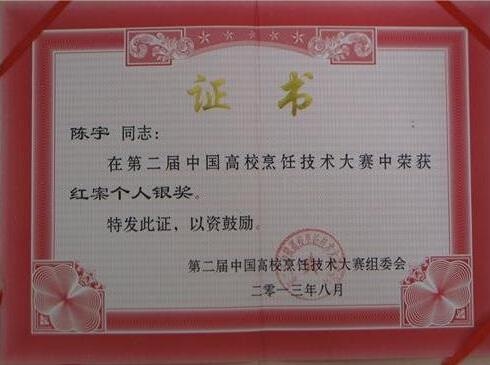 证书
陈宇 同志：
在第二届中国高校烹饪技术大赛中荣获
红案个人银奖。
特发此证，以资鼓励。
第二届中国高校烹饪技术大赛组委会
二〇一三年八月